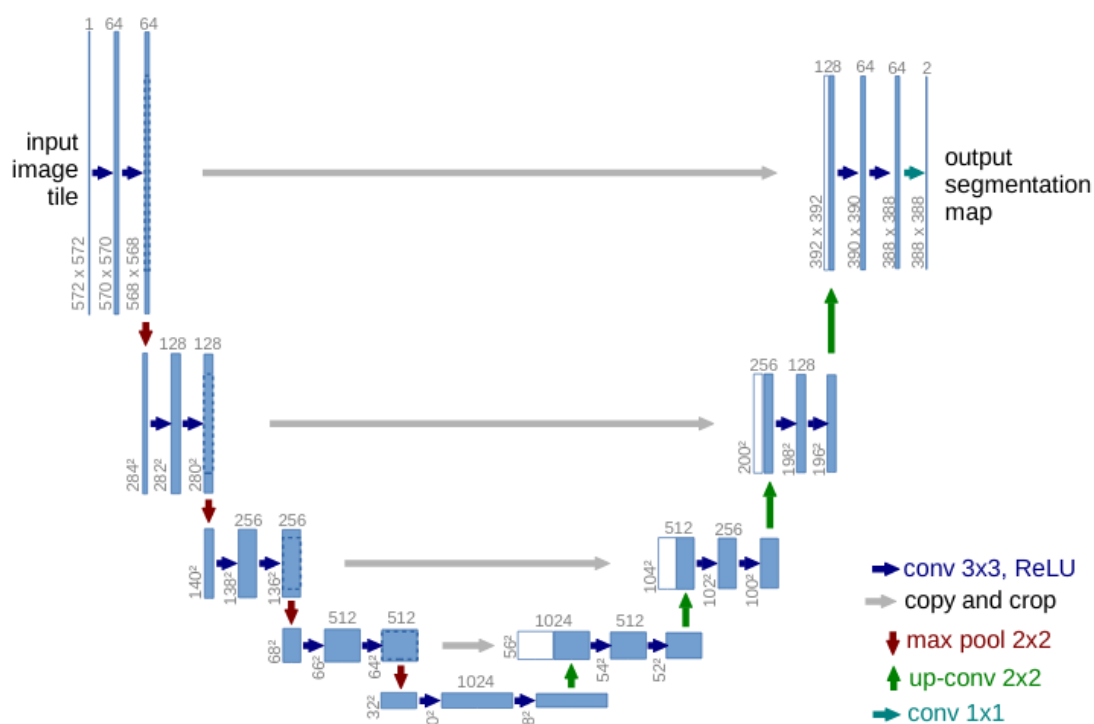 1 64 64
128 64 64 2
input
image
tile
output
segmentation
map
572 x 572
570 x 570
568 x 568
392 x 392
390 x 390
388 x 388
388 x 388
128 128
256 128
284²
282²
280²
200²
198²
196²
256 256
512 256
140²
138²
136²
104²
102²
100²
conv 3x3, ReLU
copy and crop
max pool 2x2
up-conv 2x2
conv 1x1
512 512
1024 512
68²
66²
64²
56²
54²
52²
1024
32²
0²
8²